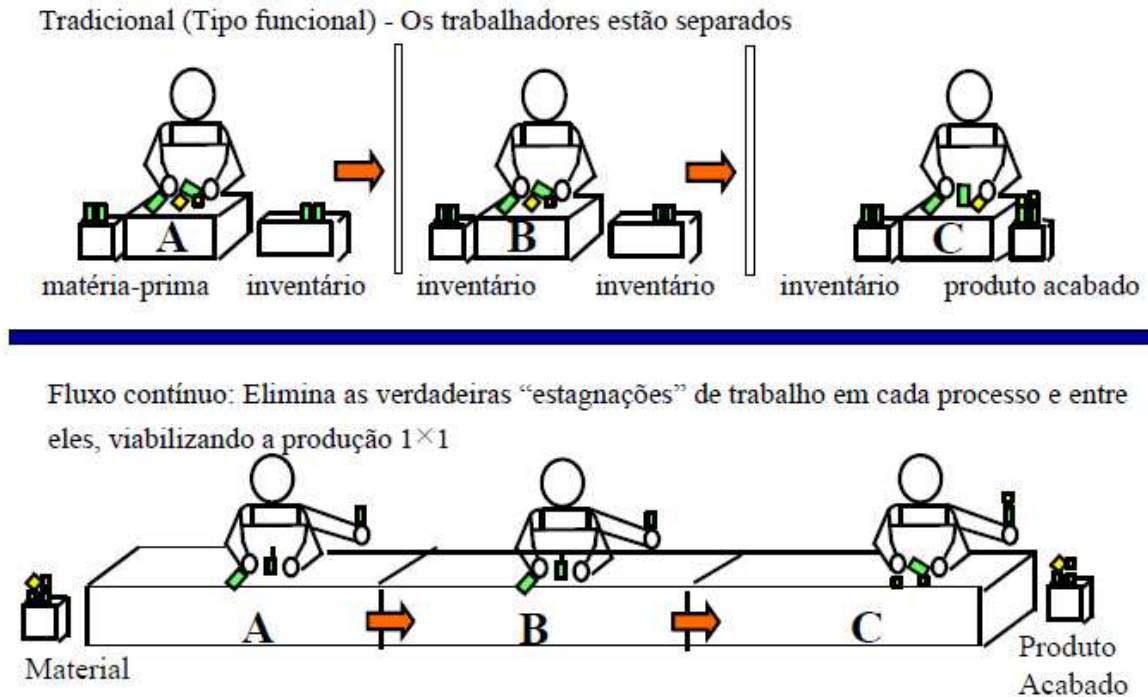 Tradicional (Tipo funcional) - Os trabalhadores estão separados
A
B
C
matéria-prima inventário inventário inventário inventário produto acabado
Fluxo contínuo: Elimina as verdadeiras “estagnações” de trabalho em cada processo e entre
eles, viabilizando a produção 1×1
A
B
C
Material
Produto
Acabado